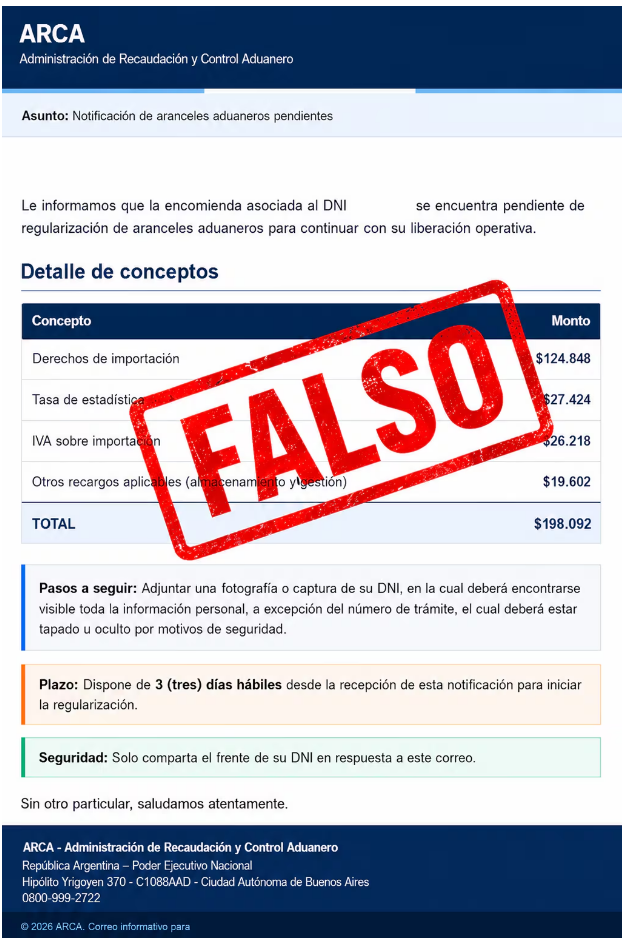 ARCA
Administración de Recaudación y Control Aduanero
Asunto: Notificación de aranceles aduaneros pendientes
Le informamos que la encomienda asociada al DNI se encuentra pendiente de
regularización de aranceles aduaneros para continuar con su liberación operativa.
Detalle de conceptos
Concepto Monto
Derechos de importación $124.848
Tasa de estadística $27.424
IVA sobre importación $26.218
Otros recargos aplicables (almacenamiento y gestión) $19.602
TOTAL $198.092
FALSO
Pasos a seguir: Adjuntar una fotografía o captura de su DNI, en la cual deberá encontrarse
visible toda la información personal, a excepción del número de trámite, el cual deberá estar
tapado u oculto por motivos de seguridad.
Plazo: Dispone de 3 (tres) días hábiles desde la recepción de esta notificación para iniciar
la regularización.
Seguridad: Solo comparta el frente de su DNI en respuesta a este correo.
Sin otro particular, saludamos atentamente.
ARCA - Administración de Recaudación y Control Aduanero
República Argentina – Poder Ejecutivo Nacional
Hipólito Yrigoyen 370 - C1088AAD - Ciudad Autónoma de Buenos Aires
0800-999-2722
© 2026 ARCA. Correo informativo para